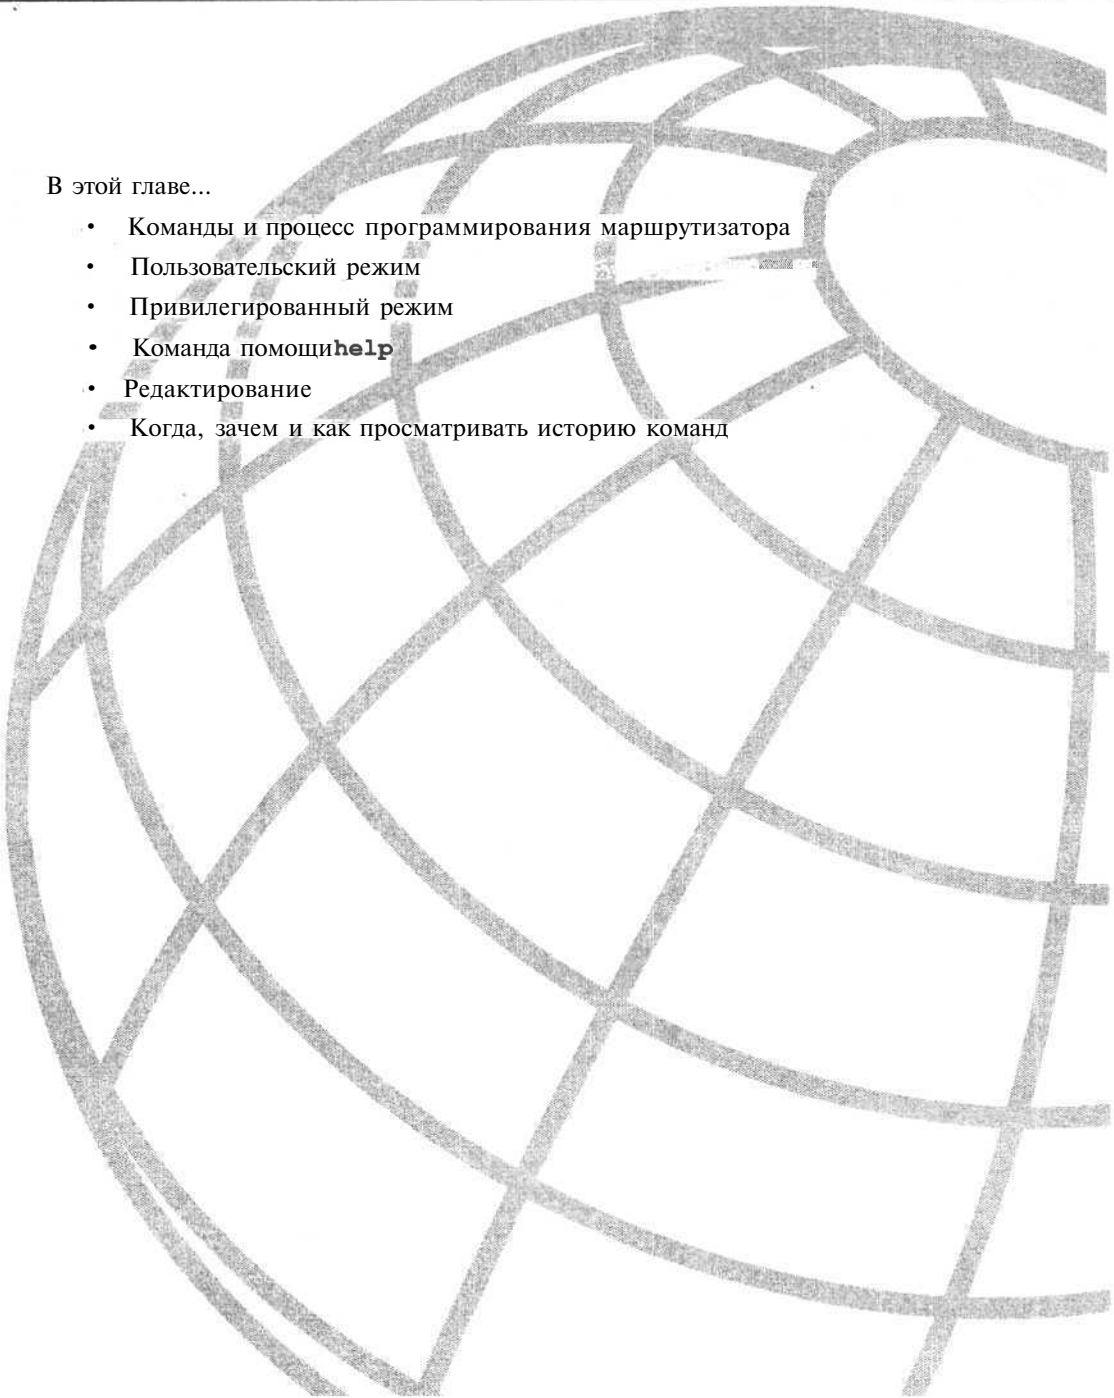 В этой главе...
• Команды и процесс программирования маршрутизатора
• Пользовательский режим
• Привилегированный режим
• Команда помощи help
• Редактирование
• Когда, зачем и как просматривать историю команд